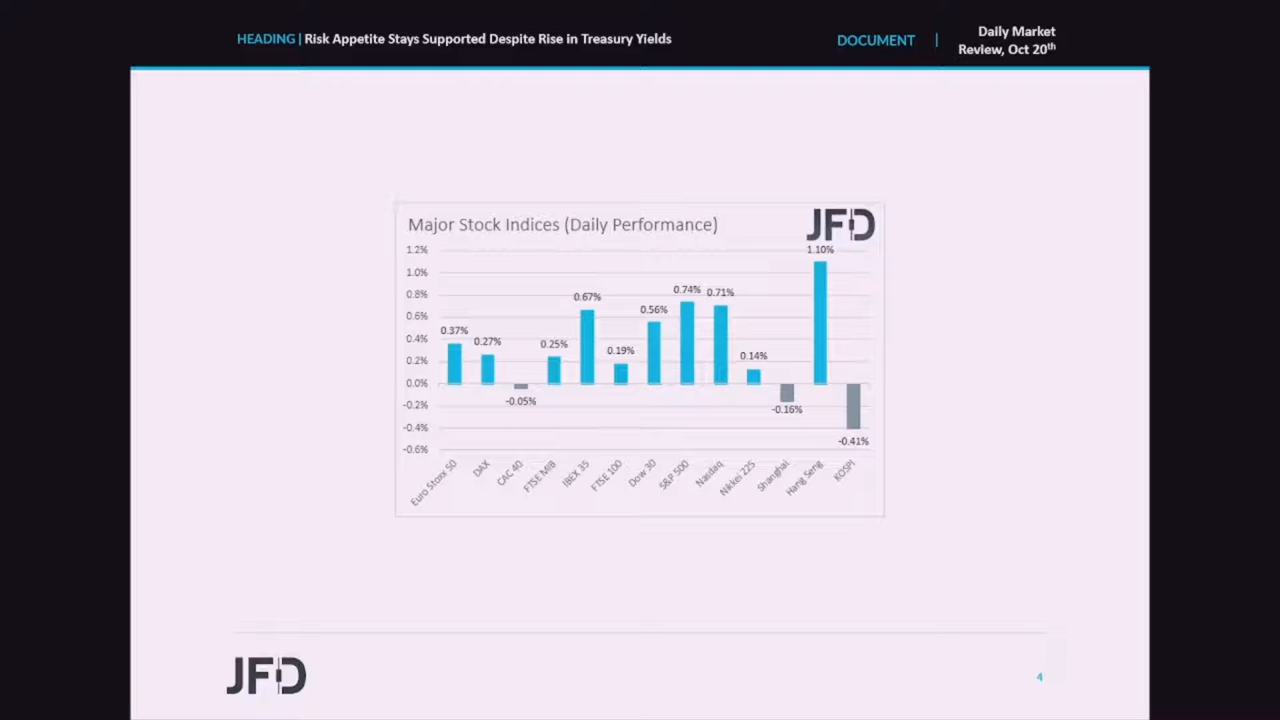 HEADING | Risk Appetite Stays Supported Despite Rise in Treasury Yields
DOCUMENT | Daily Market
Review, Oct 20th
Major Stock Indices (Daily Performance)
JFD
1.2%
1.0%
0.8%
0.6%
0.4%
0.2%
0.0%
-0.2%
-0.4%
-0.6%
0.37%
0.27%
-0.05%
0.25%
0.67%
0.19%
0.56%
0.74%
0.71%
0.14%
-0.16%
1.10%
-0.41%
Euro Stoxx 50
DAX
CAC 40
FTSE MIB
IBEX 35
FTSE 100
Dow 30
S&P 500
Nasdaq
Nikkei 225
Shanghai
Hang Seng
KOSPI
JFD
4